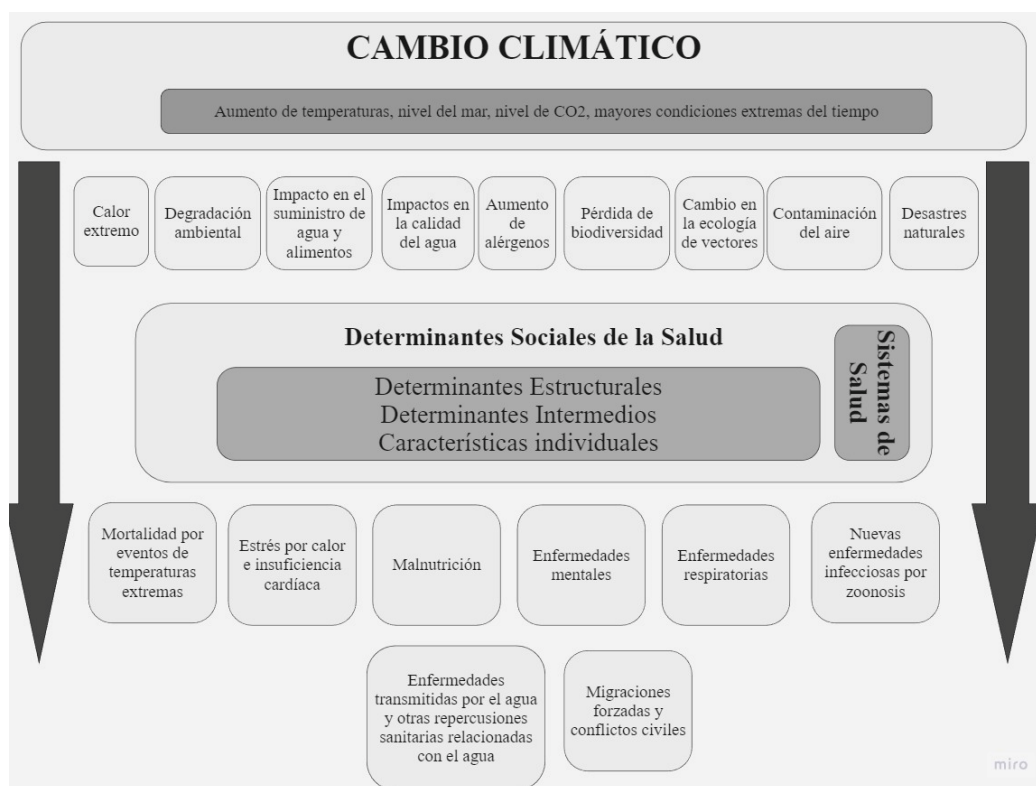 CAMBIO CLIMÁTICO
Aumento de temperaturas, nivel del mar, nivel de CO2, mayores condiciones extremas del tiempo
Calor
extremo
Degradación
ambiental
Impacto en el
suministro de
agua y
alimentos
Impactos en
la calidad
del agua
Aumento
de
alérgenos
Pérdida de
biodiversidad
Cambio en
la ecología
de vectores
Contaminación
del aire
Desastres
naturales
Determinantes Sociales de la Salud
Determinantes Estructurales
Determinantes Intermedios
Características individuales
Sistemas de
Salud
Mortalidad por
eventos de
temperaturas
extremas
Estrés por calor
e insuficiencia
cardíaca
Malnutrición
Enfermedades
mentales
Enfermedades
respiratorias
Nuevas
enfermedades
infecciosas por
zoonosis
Enfermedades
transmitidas por el agua
y otras repercusiones
sanitarias relacionadas
con el agua
Migraciones
forzadas y
conflictos civiles
miro